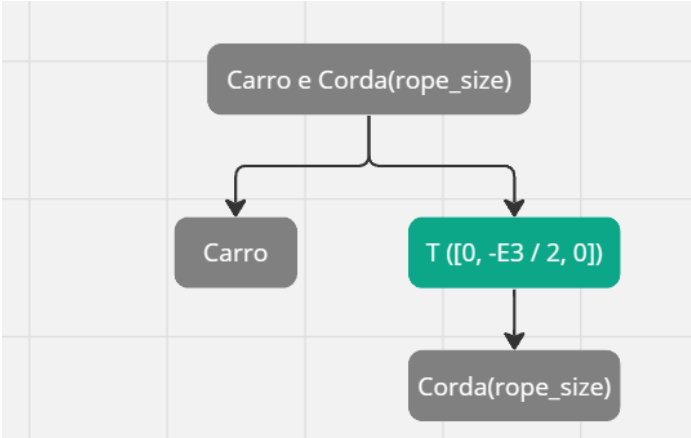 Carro e Corda(rope_size)
Carro
T ([0, -E3 / 2, 0])
Corda(rope_size)